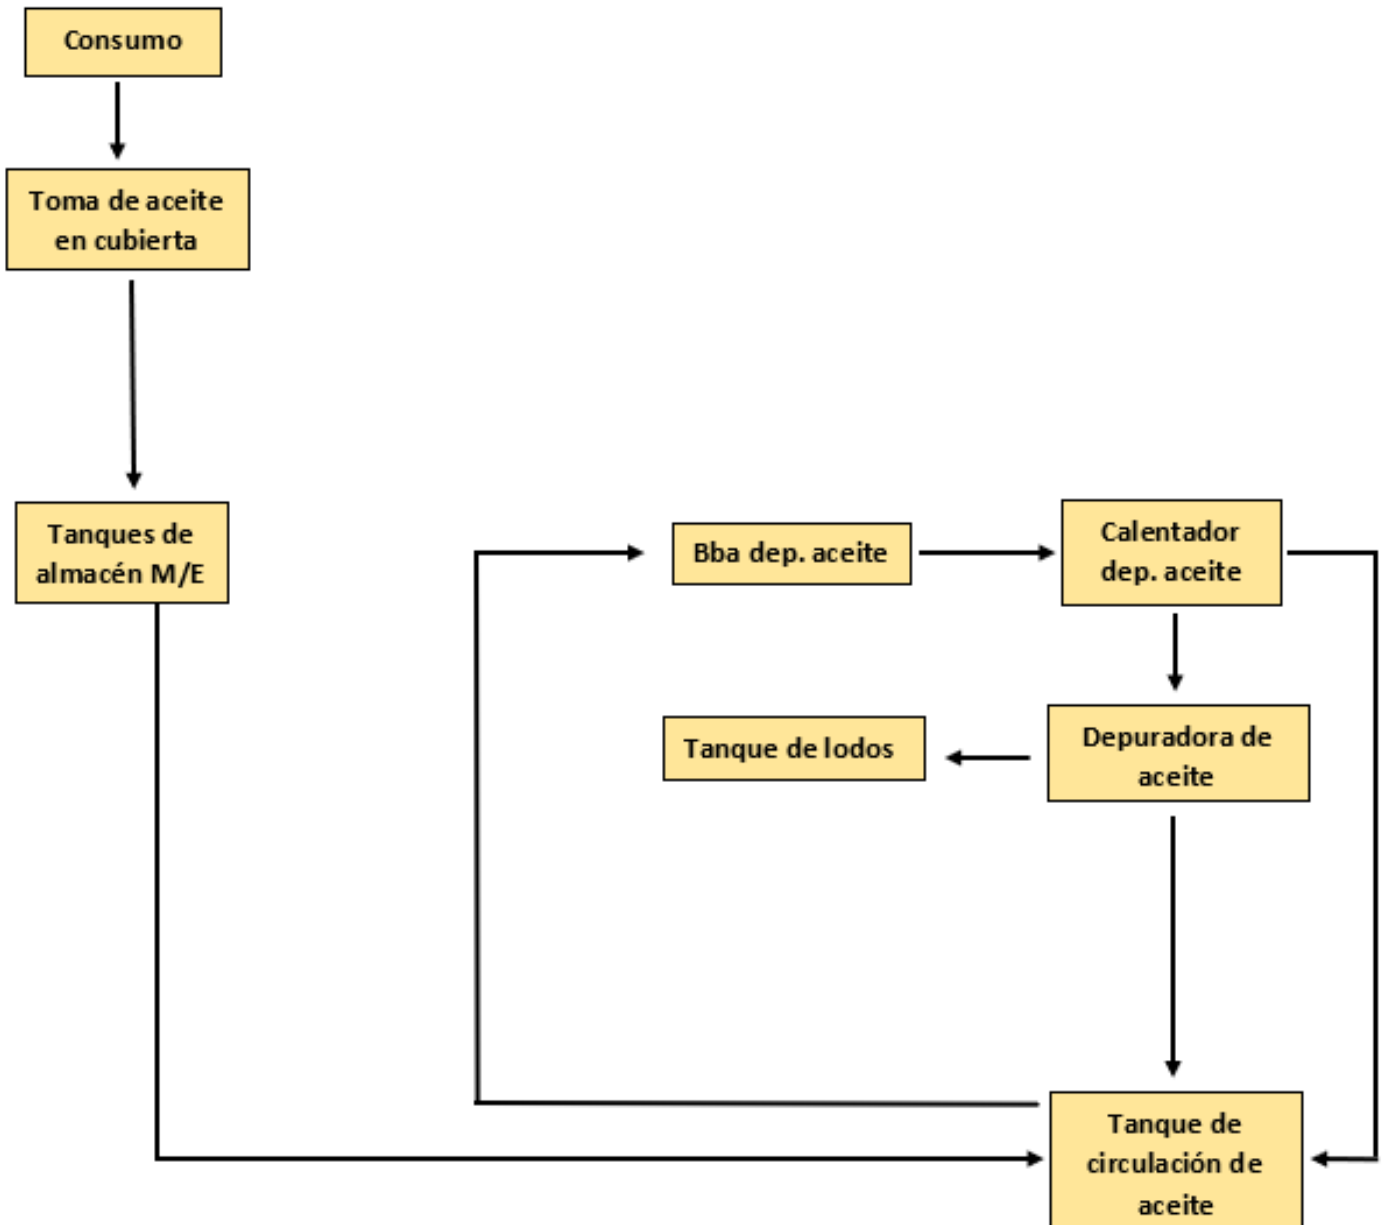 Consumo
Toma de aceite
en cubierta
Tanques de
almacén M/E
Bba dep. aceite
Calentador
dep. aceite
Tanque de lodos
Depuradora de
aceite
Tanque de
circulación de
aceite